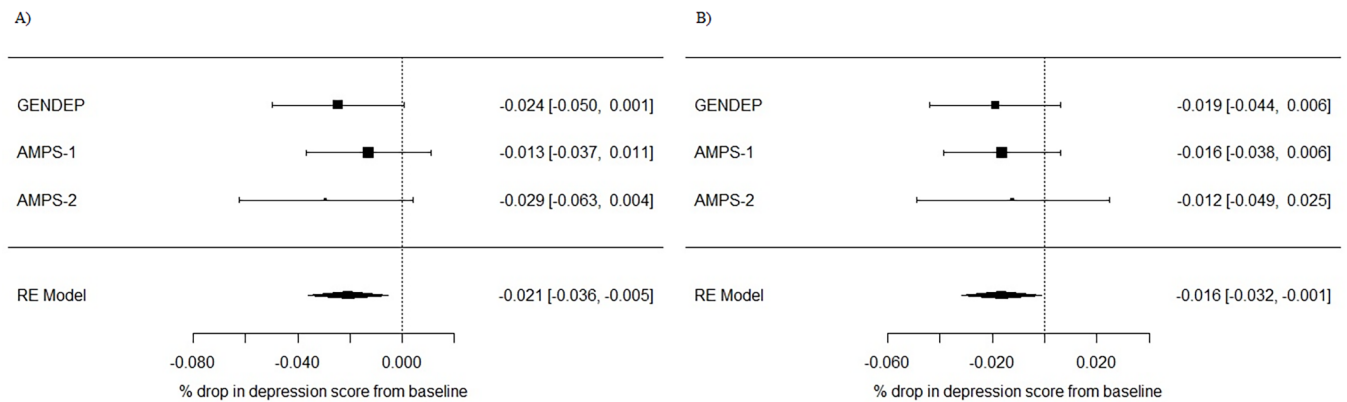 A)
GENDEP -0.024 [-0.050, 0.001]
AMPS-1 -0.013 [-0.037, 0.011]
AMPS-2 -0.029 [-0.063, 0.004]
RE Model -0.021 [-0.036, -0.005]
-0.080 -0.040 0.000
% drop in depression score from baseline
B)
GENDEP -0.019 [-0.044, 0.006]
AMPS-1 -0.016 [-0.038, 0.006]
AMPS-2 -0.012 [-0.049, 0.025]
RE Model -0.016 [-0.032, -0.001]
-0.060 -0.020 0.020
% drop in depression score from baseline